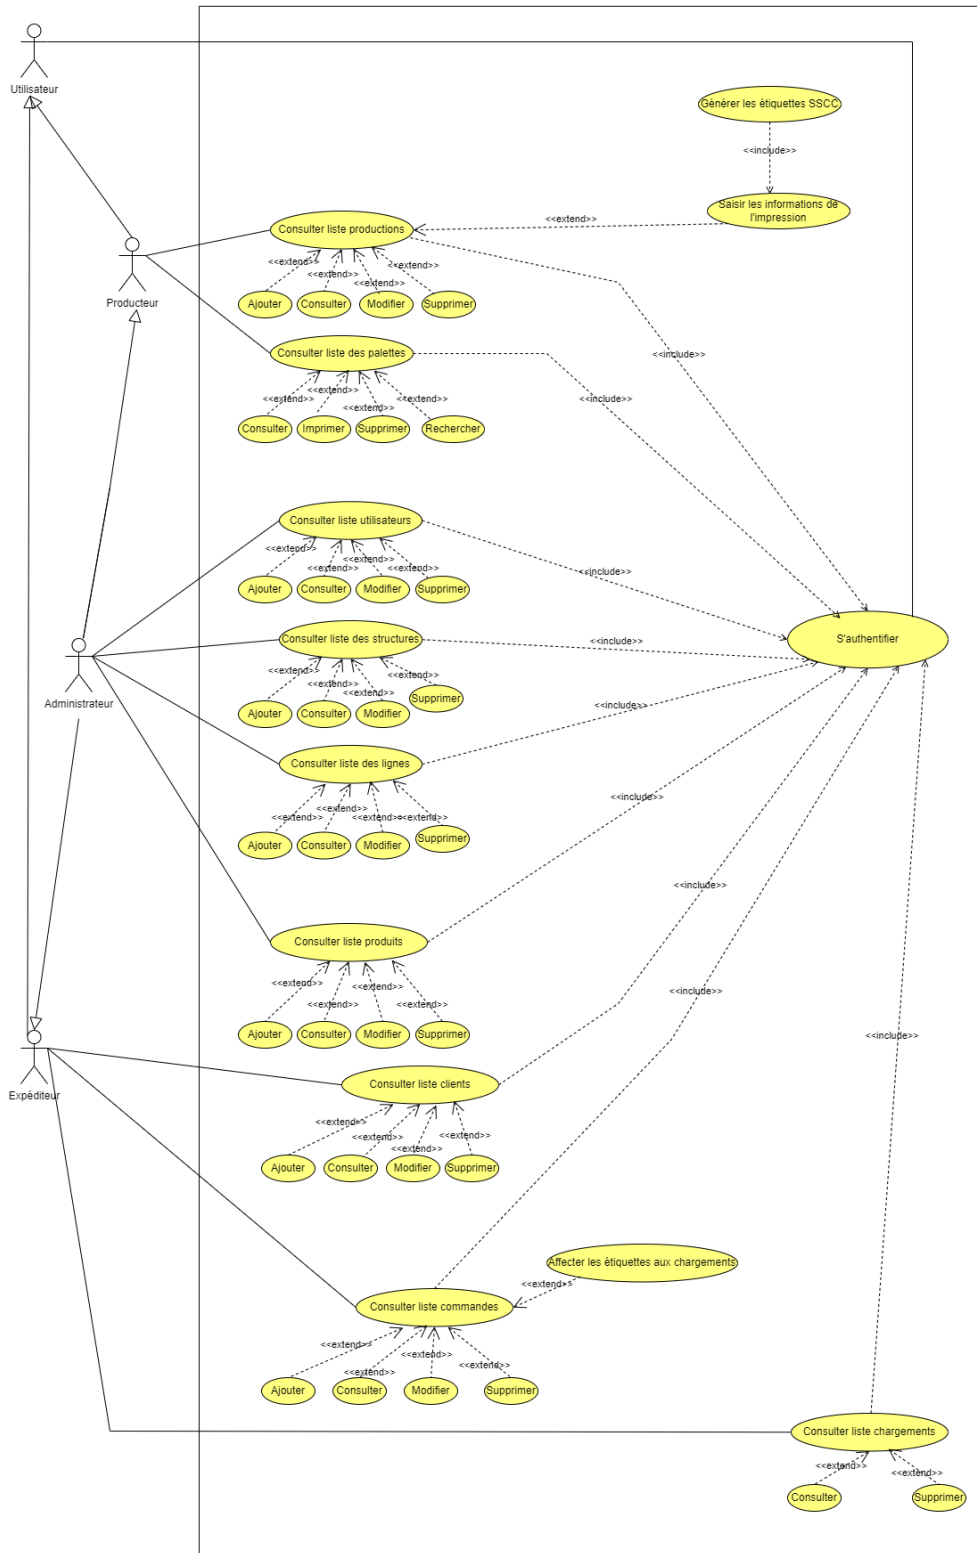 Utilisateur
Générer les étiquettes SSCC
<<include>>
Saisir les informations de
l'impression
<<extend>>
Consulter liste productions
Producteur
<<extend>>
<<extend>>
<<extend>>
<<extend>>
Ajouter
Consulter
Modifier
Supprimer
<<include>>
Consulter liste des palettes
<<extend>>
<<extend>>
<<extend>>
<<extend>>
<<include>>
Consulter
Imprimer
Supprimer
Rechercher
Consulter liste utilisateurs
<<extend>>
<<extend>>
<<extend>>
<<extend>>
<<include>>
Ajouter
Consulter
Modifier
Supprimer
S'authentifier
Consulter liste des structures
<<include>>
Administrateur
<<extend>>
<<extend>>
<<extend>>
<<extend>>
Ajouter
Consulter
Modifier
Supprimer
<<include>>
Consulter liste des lignes
<<extend>>
<<extend>>
<<extend>>
<<extend>>
Ajouter
Consulter
Modifier
Supprimer
<<include>>
<<include>>
Consulter liste produits
<<extend>>
<<extend>>
<<extend>>
<<extend>>
<<include>>
Ajouter
Consulter
Modifier
Supprimer
<<include>>
Expéditeur
Consulter liste clients
<<extend>>
<<extend>>
<<extend>>
<<extend>>
Ajouter
Consulter
Modifier
Supprimer
Affecter les étiquettes aux chargements
<<extend>>
Consulter liste commandes
<<extend>>
<<extend>>
<<extend>>
<<extend>>
Ajouter
Consulter
Modifier
Supprimer
Consulter liste chargements
<<extend>>
<<extend>>
Consulter
Supprimer